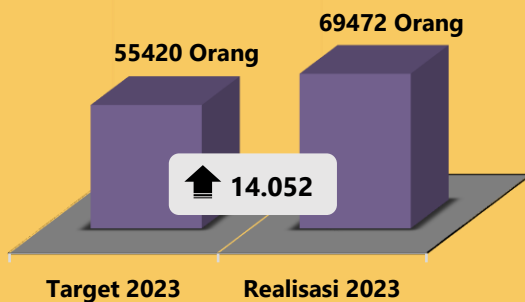 69472 Orang
55420 Orang
14.052
Target 2023
Realisasi 2023